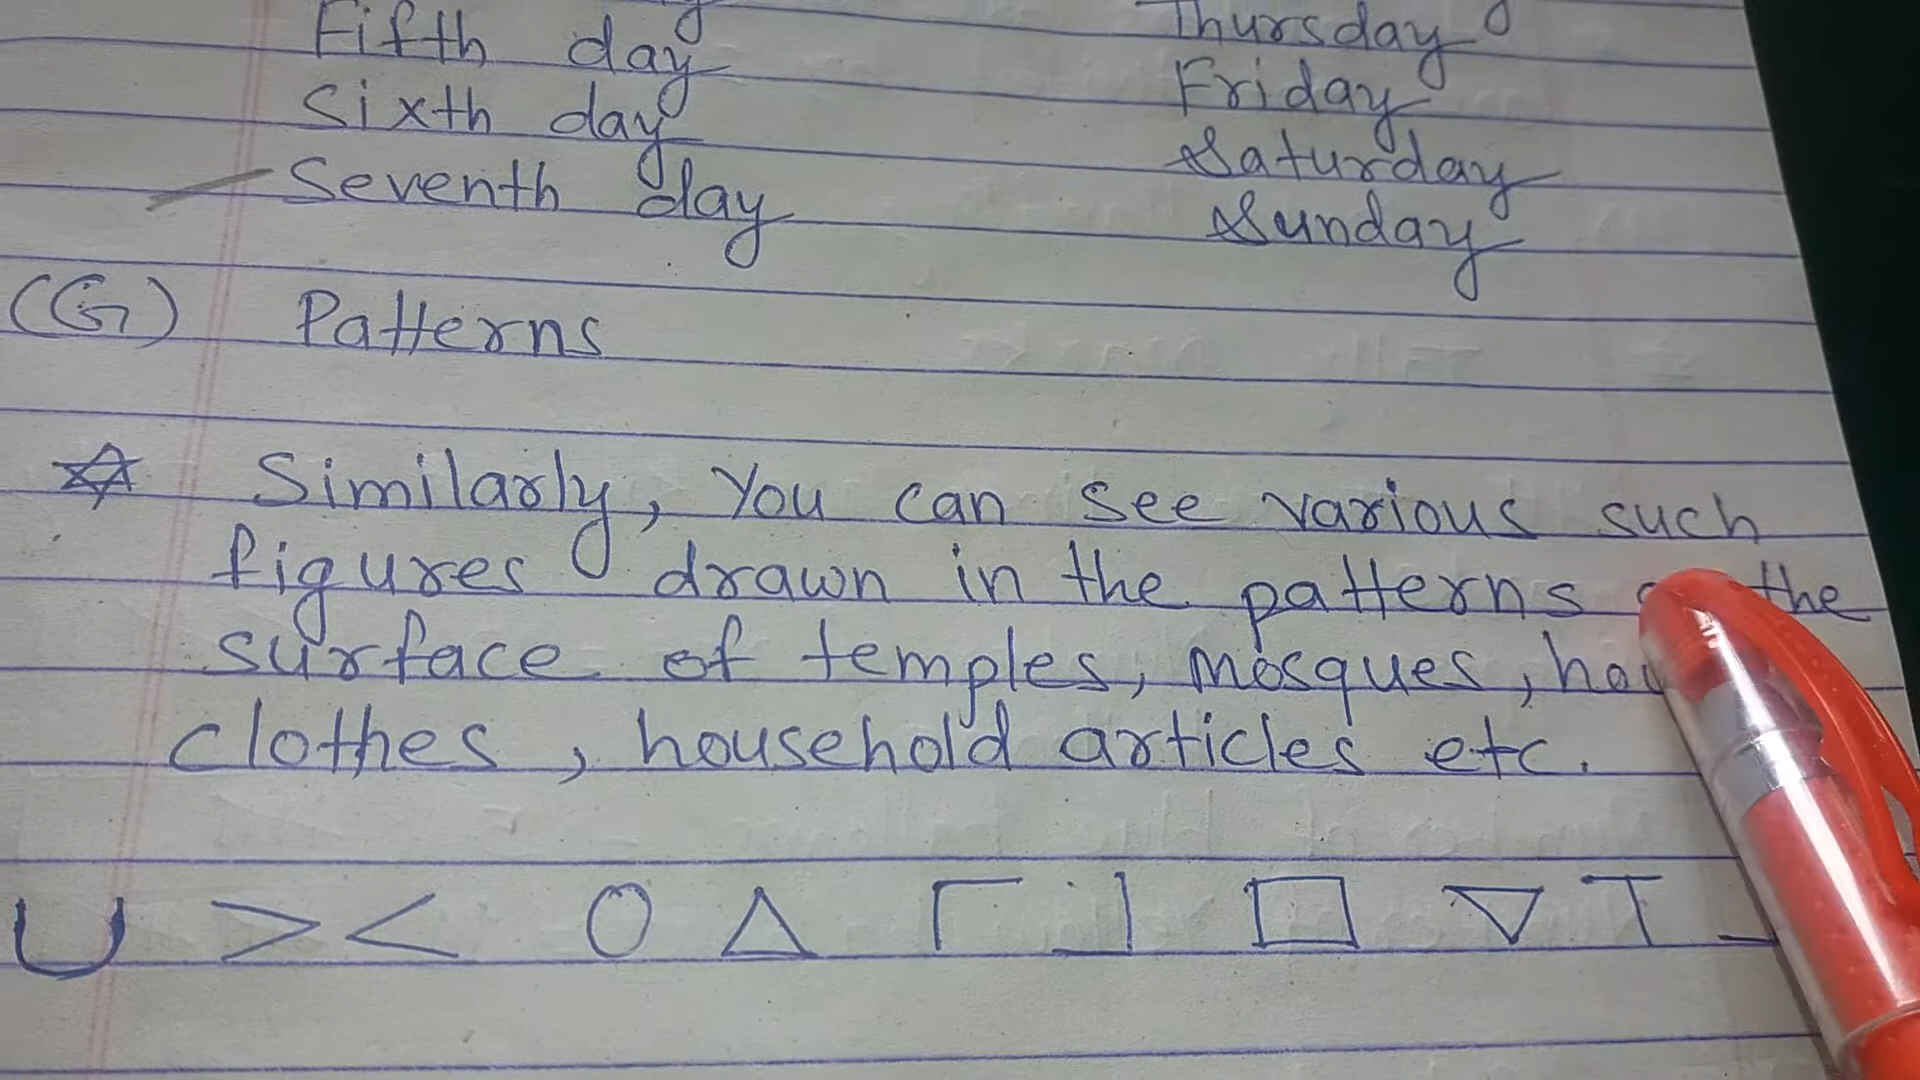 Fifth day Thursday
Sixth day Friday
Seventh day Saturday
Sunday
(G) Patterns
☆ Similarly, You can see various such
figures drawn in the patterns the
surface of temples, mosques,
clothes, household articles etc.
∪ > < ○ △ ┌ ┘ □ ▽ T